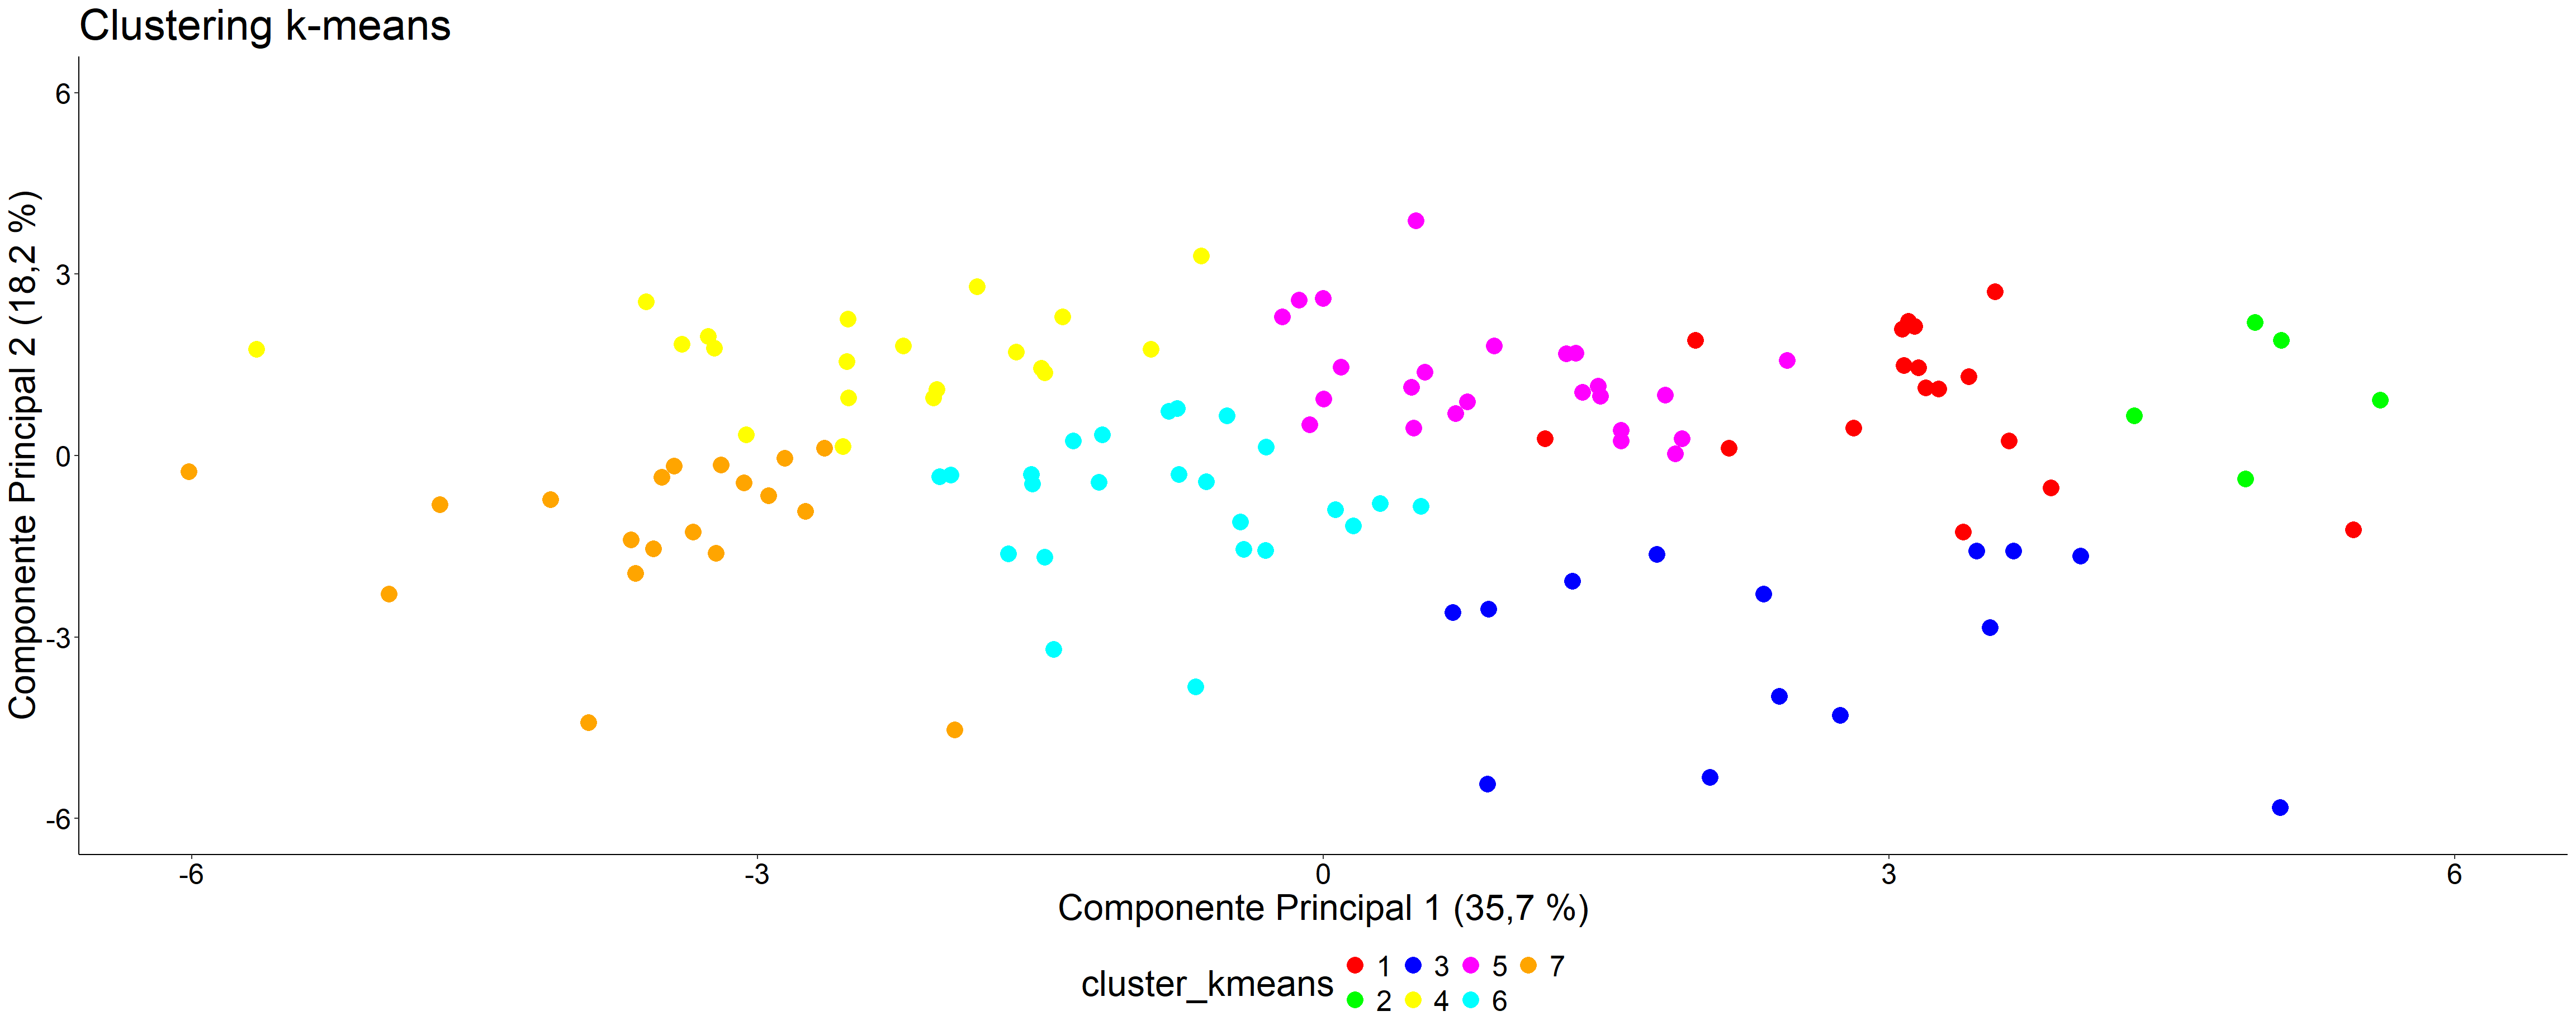 Clustering k-means
Componente Principal 2 (18,2 %)
6
3
0
-3
-6
-6
-3
0
3
6
Componente Principal 1 (35,7 %)
cluster_kmeans
1 3 5 7
2 4 6